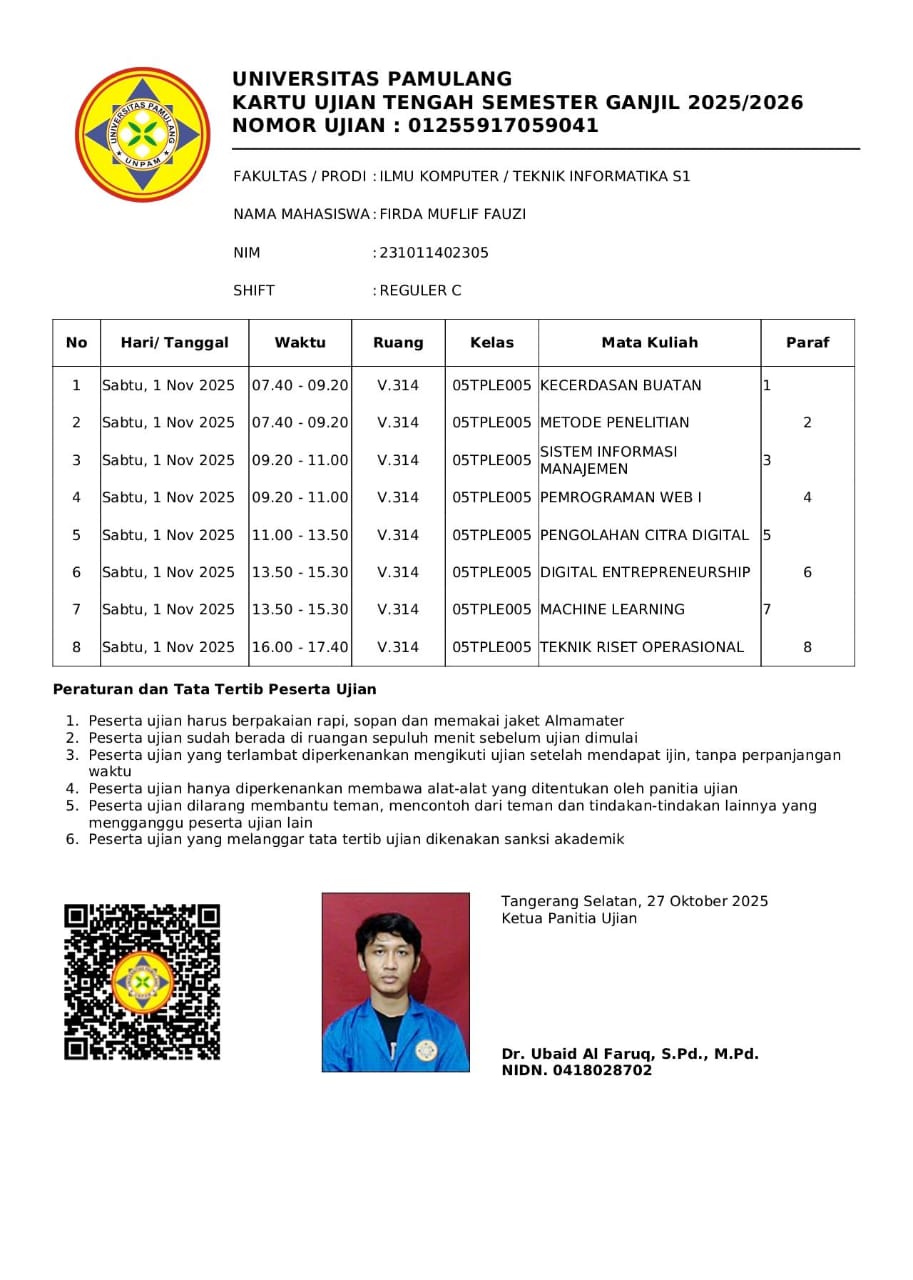 UNIVERSITAS PAMULANG
KARTU UJIAN TENGAH SEMESTER GANJIL 2025/2026
NOMOR UJIAN : 01255917059041
UNIVERSITAS PAMULANG
UNPAM
FAKULTAS / PRODI : ILMU KOMPUTER / TEKNIK INFORMATIKA S1
NAMA MAHASISWA : FIRDA MUFLIF FAUZI
NIM : 231011402305
SHIFT : REGULER C
No Hari/ Tanggal Waktu Ruang Kelas Mata Kuliah Paraf
1 Sabtu, 1 Nov 2025 07.40 - 09.20 V.314 05TPLE005 KECERDASAN BUATAN 1
2 Sabtu, 1 Nov 2025 07.40 - 09.20 V.314 05TPLE005 METODE PENELITIAN 2
3 Sabtu, 1 Nov 2025 09.20 - 11.00 V.314 05TPLE005 SISTEM INFORMASI
MANAJEMEN 3
4 Sabtu, 1 Nov 2025 09.20 - 11.00 V.314 05TPLE005 PEMROGRAMAN WEB I 4
5 Sabtu, 1 Nov 2025 11.00 - 13.50 V.314 05TPLE005 PENGOLAHAN CITRA DIGITAL 5
6 Sabtu, 1 Nov 2025 13.50 - 15.30 V.314 05TPLE005 DIGITAL ENTREPRENEURSHIP 6
7 Sabtu, 1 Nov 2025 13.50 - 15.30 V.314 05TPLE005 MACHINE LEARNING 7
8 Sabtu, 1 Nov 2025 16.00 - 17.40 V.314 05TPLE005 TEKNIK RISET OPERASIONAL 8
Peraturan dan Tata Tertib Peserta Ujian
1. Peserta ujian harus berpakaian rapi, sopan dan memakai jaket Almamater
2. Peserta ujian sudah berada di ruangan sepuluh menit sebelum ujian dimulai
3. Peserta ujian yang terlambat diperkenankan mengikuti ujian setelah mendapat ijin, tanpa perpanjangan
waktu
4. Peserta ujian hanya diperkenankan membawa alat-alat yang ditentukan oleh panitia ujian
5. Peserta ujian dilarang membantu teman, mencontoh dari teman dan tindakan-tindakan lainnya yang
mengganggu peserta ujian lain
6. Peserta ujian yang melanggar tata tertib ujian dikenakan sanksi akademik
Tangerang Selatan, 27 Oktober 2025
Ketua Panitia Ujian
Dr. Ubaid Al Faruq, S.Pd., M.Pd.
NIDN. 0418028702